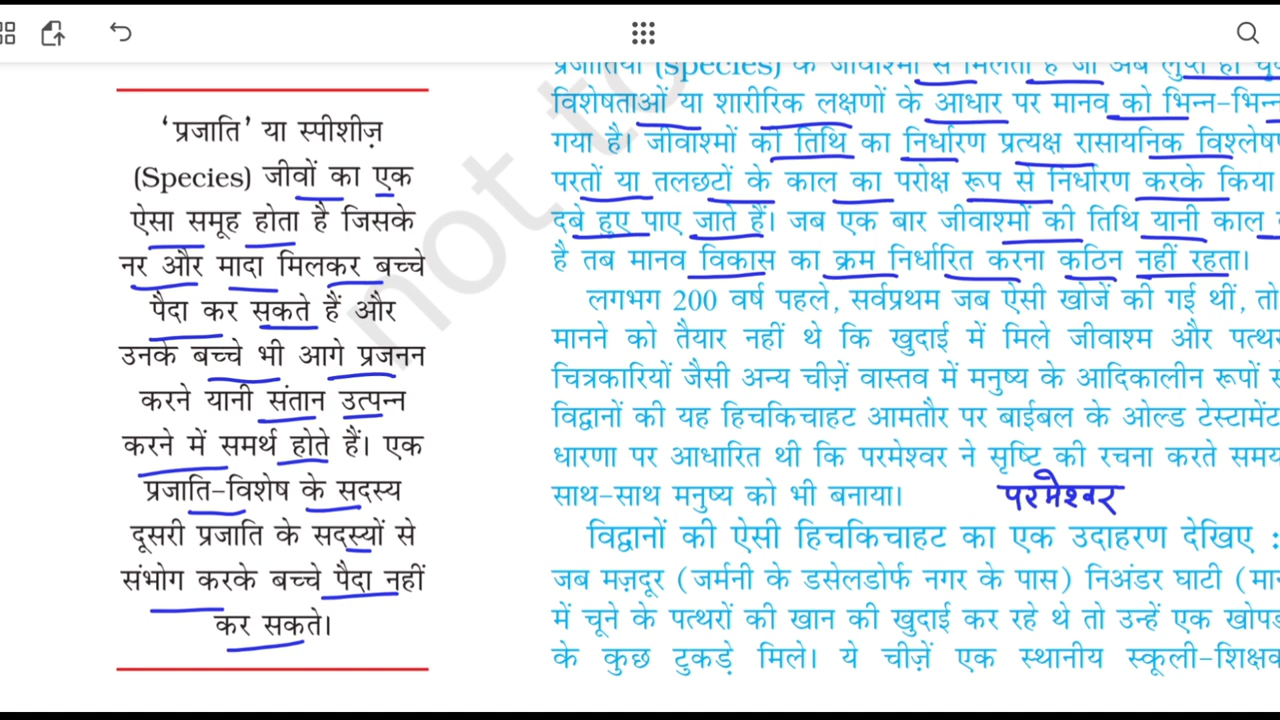 'प्रजाति' या स्पीशीज़
(Species) जीवों का एक
ऐसा समूह होता है जिसके
नर और मादा मिलकर बच्चे
पैदा कर सकते हैं और
उनके बच्चे भी आगे प्रजनन
करने यानी संतान उत्पन्न
करने में समर्थ होते हैं। एक
प्रजाति-विशेष के सदस्य
दूसरी प्रजाति के सदस्यों से
संभोग करके बच्चे पैदा नहीं
कर सकते।
प्रजातियों (Species) के जीवाश्मों से मिलता है जो अब लुप्त हो
विशेषताओं या शारीरिक लक्षणों के आधार पर मानव को भिन्न-भिन्न
गया है। जीवाश्मों की तिथि का निर्धारण प्रत्यक्ष रासायनिक
परतों या तलछटों के काल का परोक्ष रूप से निर्धारण करके किया
दबे हुए पाए जाते हैं। जब एक बार जीवाश्मों की तिथि यानी काल
है तब मानव विकास का क्रम निर्धारित करना कठिन नहीं रहता।
लगभग 200 वर्ष पहले, सर्वप्रथम जब ऐसी खोजें की गई थीं, तो
मानने को तैयार नहीं थे कि खुदाई में मिले जीवाश्म और
चित्रकारियों जैसी अन्य चीज़ें वास्तव में मनुष्य के आदिकालीन रूपों
विद्वानों की यह हिचकिचाहट आमतौर पर बाईबल के ओल्ड टेस्टामेंट
धारणा पर आधारित थी कि परमेश्वर ने सृष्टि की रचना करते समय
साथ-साथ मनुष्य को भी बनाया। परमेश्वर
विद्वानों की ऐसी हिचकिचाहट का एक उदाहरण देखिए :
जब मज़दूर (जर्मनी के डसेलडोर्फ नगर के पास) निअंडर घाटी
में चूने के पत्थरों की खान की खुदाई कर रहे थे तो उन्हें एक
के कुछ टुकड़े मिले। ये चीज़ें एक स्थानीय स्कूली-शिक्षक
not to